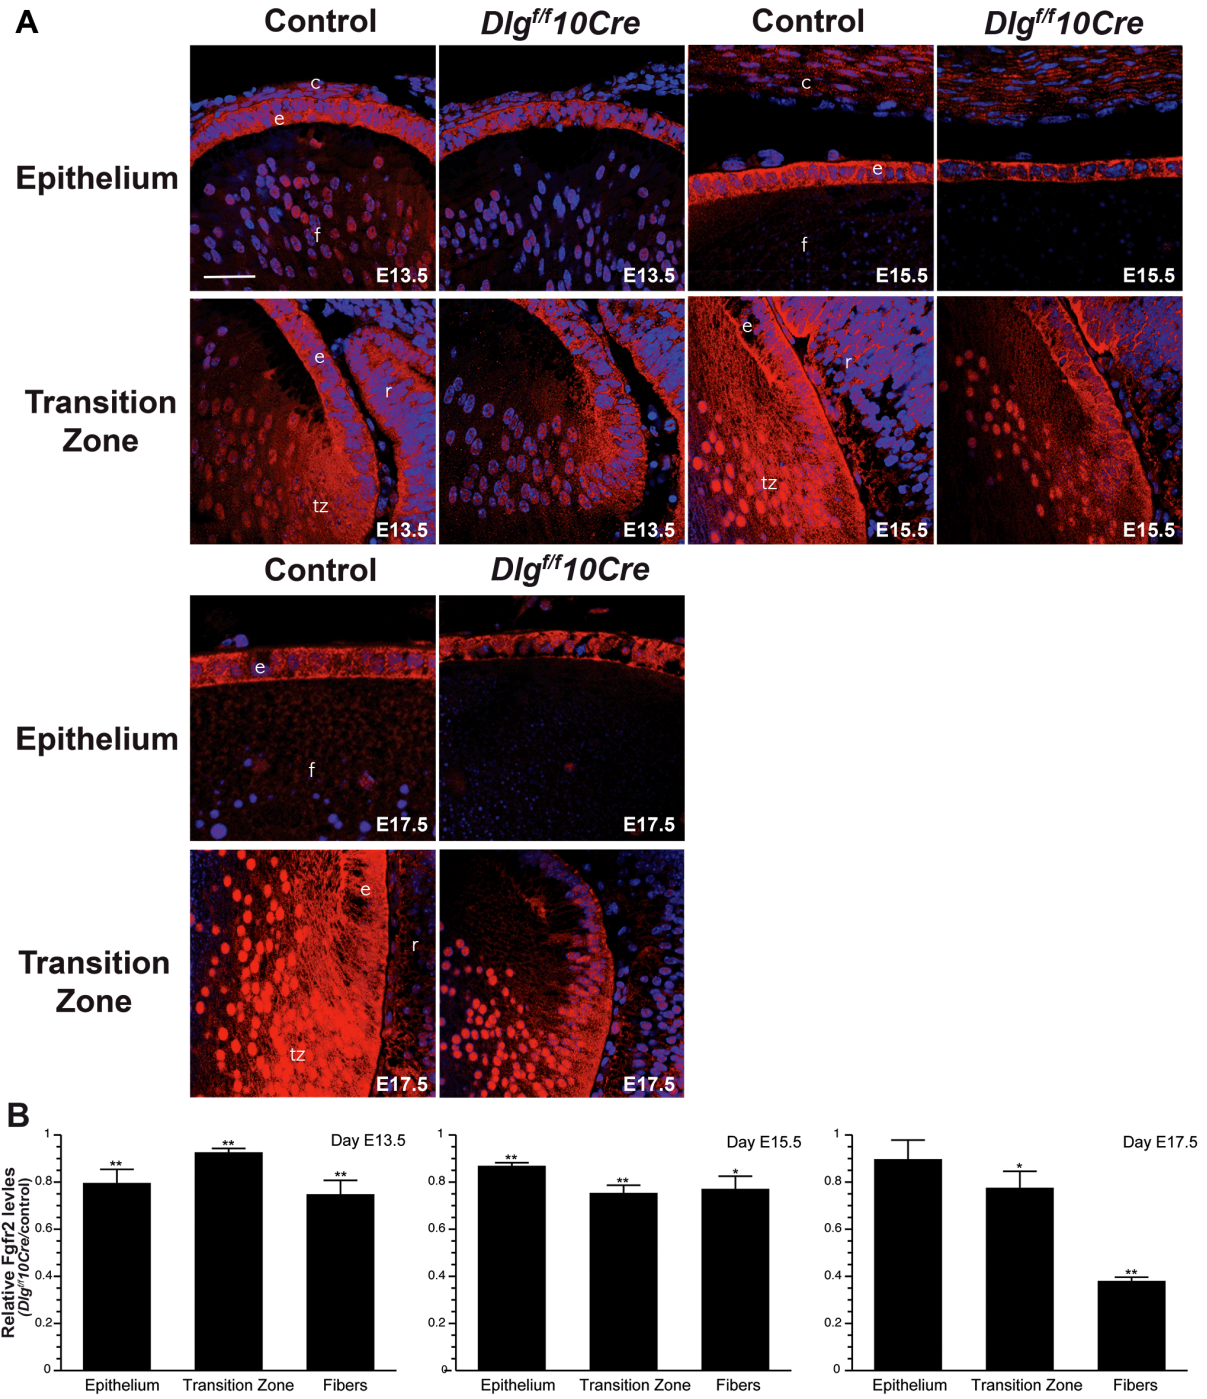 A
Control Dlgf/f10Cre Control Dlgf/f10Cre
Epithelium
c
e
f
E13.5
E13.5
c
e
f
E15.5
E15.5
Transition
Zone
e
r
tz
E13.5
E13.5
e
r
tz
E15.5
E15.5
Control Dlgf/f10Cre
Epithelium
e
f
E17.5
E17.5
Transition
Zone
e
r
tz
E17.5
E17.5
B
Relative Fgfr2 levles
(Dlgf/f10Cre/control)
Day E13.5
1
0.8
0.6
0.4
0.2
0
** ** **
Epithelium Transition Zone Fibers
Day E15.5
1
0.8
0.6
0.4
0.2
0
** ** *
Epithelium Transition Zone Fibers
Day E17.5
1
0.8
0.6
0.4
0.2
0
* **
Epithelium Transition Zone Fibers